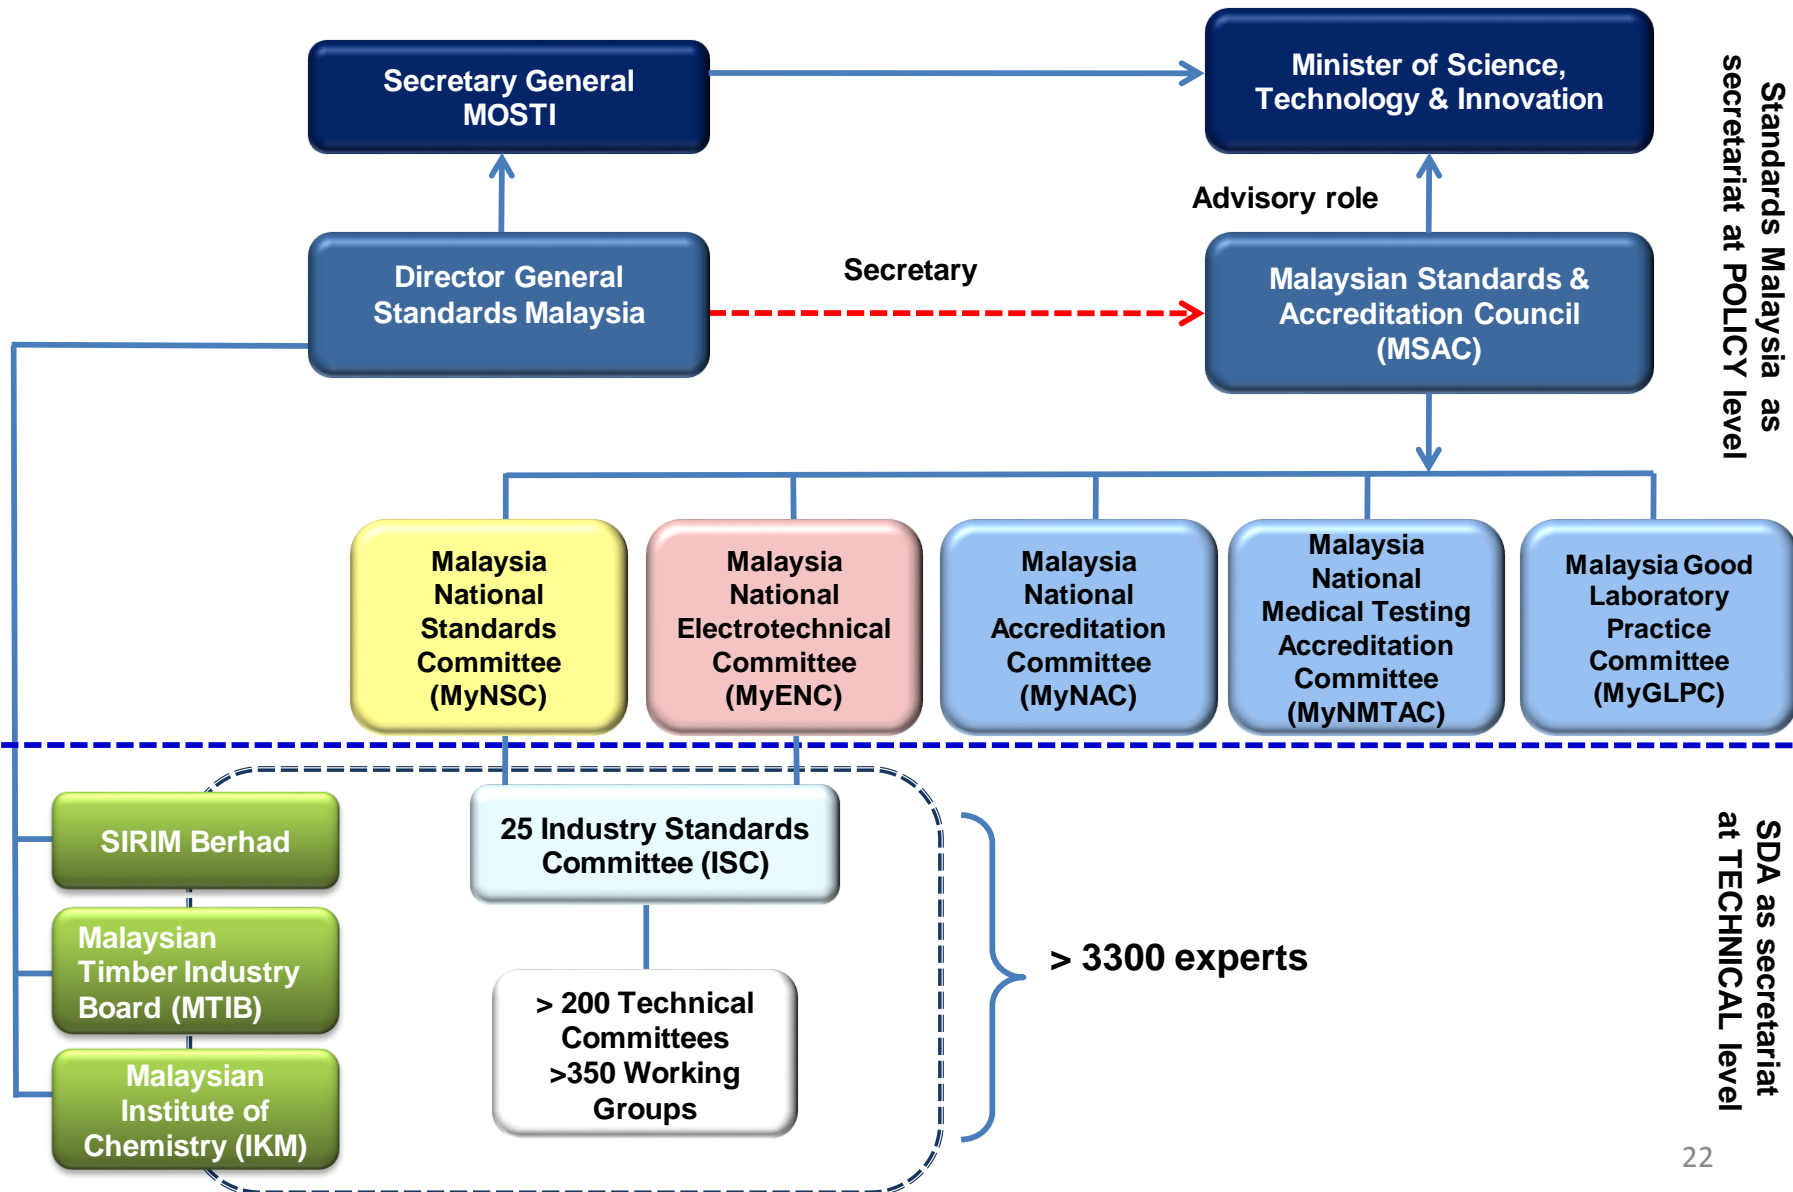 Secretary General
MOSTI
Minister of Science,
Technology & Innovation
Standards Malaysia as
secretariat at POLICY level
Advisory role
Director General
Standards Malaysia
Secretary
Malaysian Standards &
Accreditation Council
(MSAC)
Malaysia
National
Standards
Committee
(MyNSC)
Malaysia
National
Electrotechnical
Committee
(MyENC)
Malaysia
National
Accreditation
Committee
(MyNAC)
Malaysia
National
Medical Testing
Accreditation
Committee
(MyNMTAC)
Malaysia Good
Laboratory
Practice
Committee
(MyGLPC)
SIRIM Berhad
Malaysian
Timber Industry
Board (MTIB)
Malaysian
Institute of
Chemistry (IKM)
25 Industry Standards
Committee (ISC)
> 200 Technical
Committees
>350 Working
Groups
> 3300 experts
SDA as secretariat
at TECHNICAL level
22